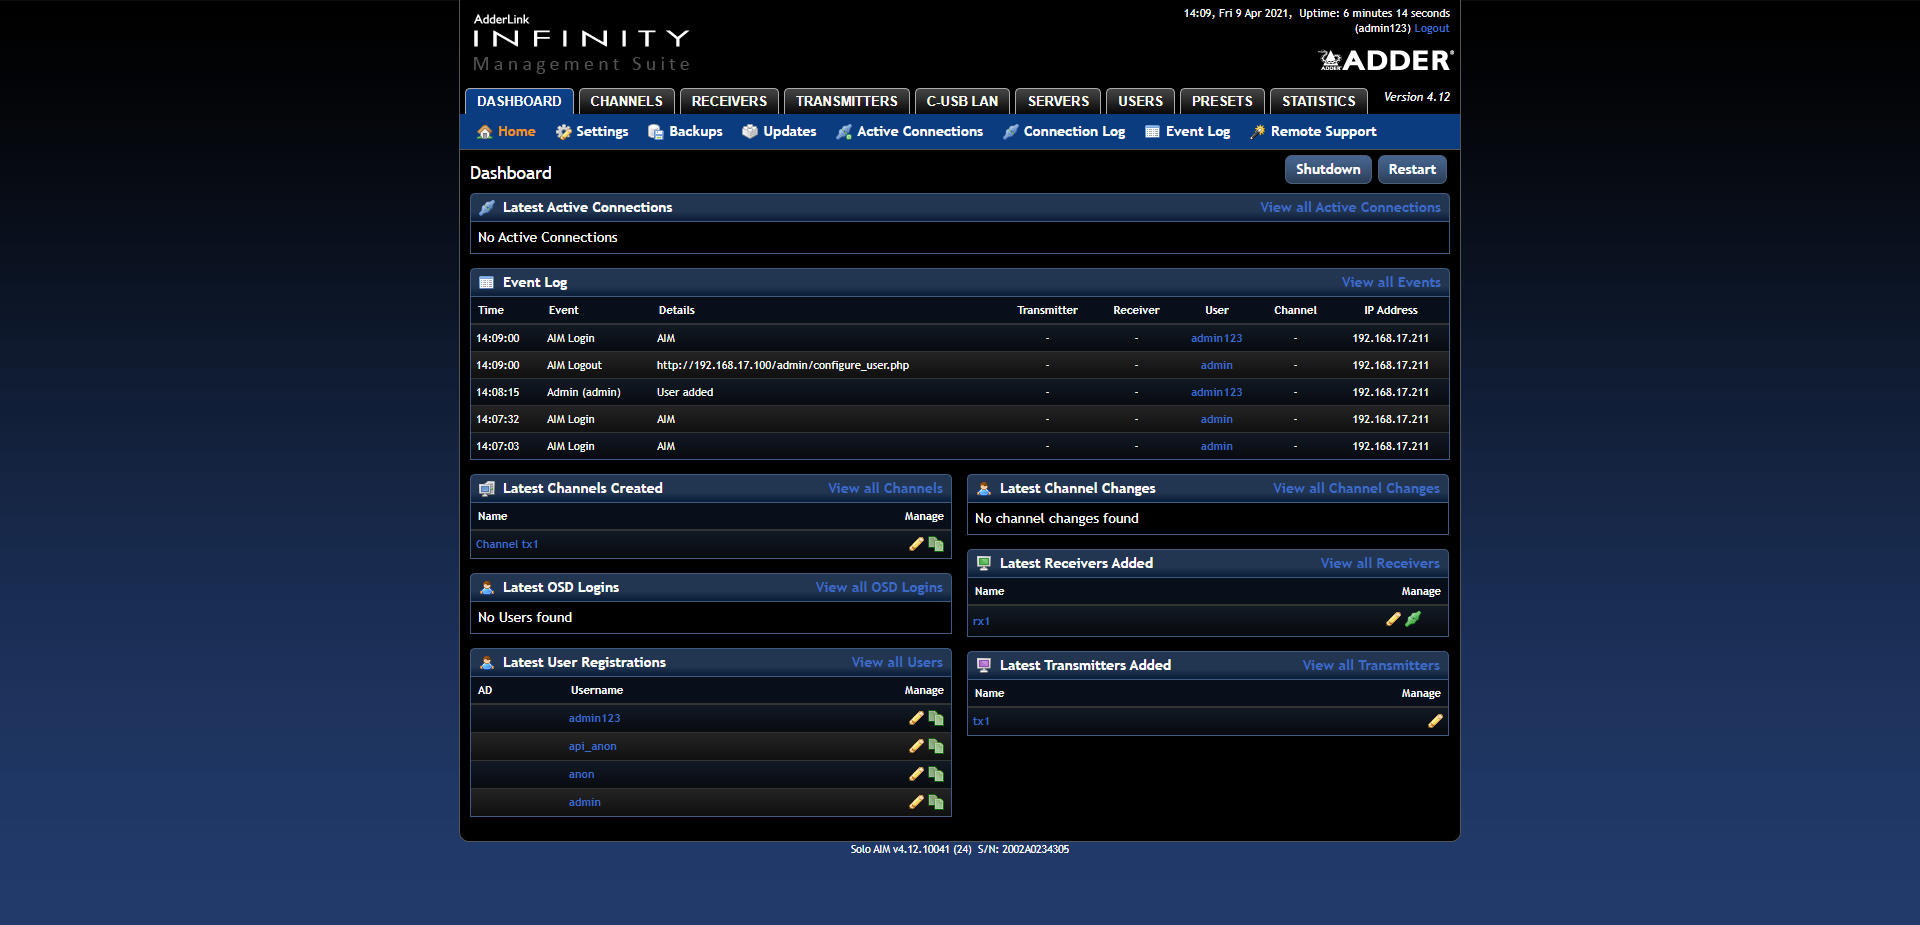 AdderLink
INFINITY
Management Suite
14:09, Fri 9 Apr 2021, Uptime: 6 minutes 14 seconds
(admin123) Logout
ADDER
ADDER
DASHBOARD CHANNELS RECEIVERS TRANSMITTERS C-USB LAN SERVERS USERS PRESETS STATISTICS Version 4.12
Home Settings Backups Updates Active Connections Connection Log Event Log Remote Support
Dashboard Shutdown Restart
Latest Active Connections View all Active Connections
No Active Connections
Event Log View all Events
Time Event Details Transmitter Receiver User Channel IP Address
14:09:00 AIM Login AIM - - admin123 - 192.168.17.211
14:09:00 AIM Logout http://192.168.17.100/admin/configure_user.php - - admin - 192.168.17.211
14:08:15 Admin (admin) User added - - admin123 - 192.168.17.211
14:07:32 AIM Login AIM - - admin - 192.168.17.211
14:07:03 AIM Login AIM - - admin - 192.168.17.211
Latest Channels Created View all Channels
Name Manage
Channel tx1
Latest OSD Logins View all OSD Logins
No Users found
Latest User Registrations View all Users
AD Username Manage
admin123
api_anon
anon
admin
Latest Channel Changes View all Channel Changes
No channel changes found
Latest Receivers Added View all Receivers
Name Manage
rx1
Latest Transmitters Added View all Transmitters
Name Manage
tx1
Solo AIM v4.12.10041 (24) S/N: 2002A0234305